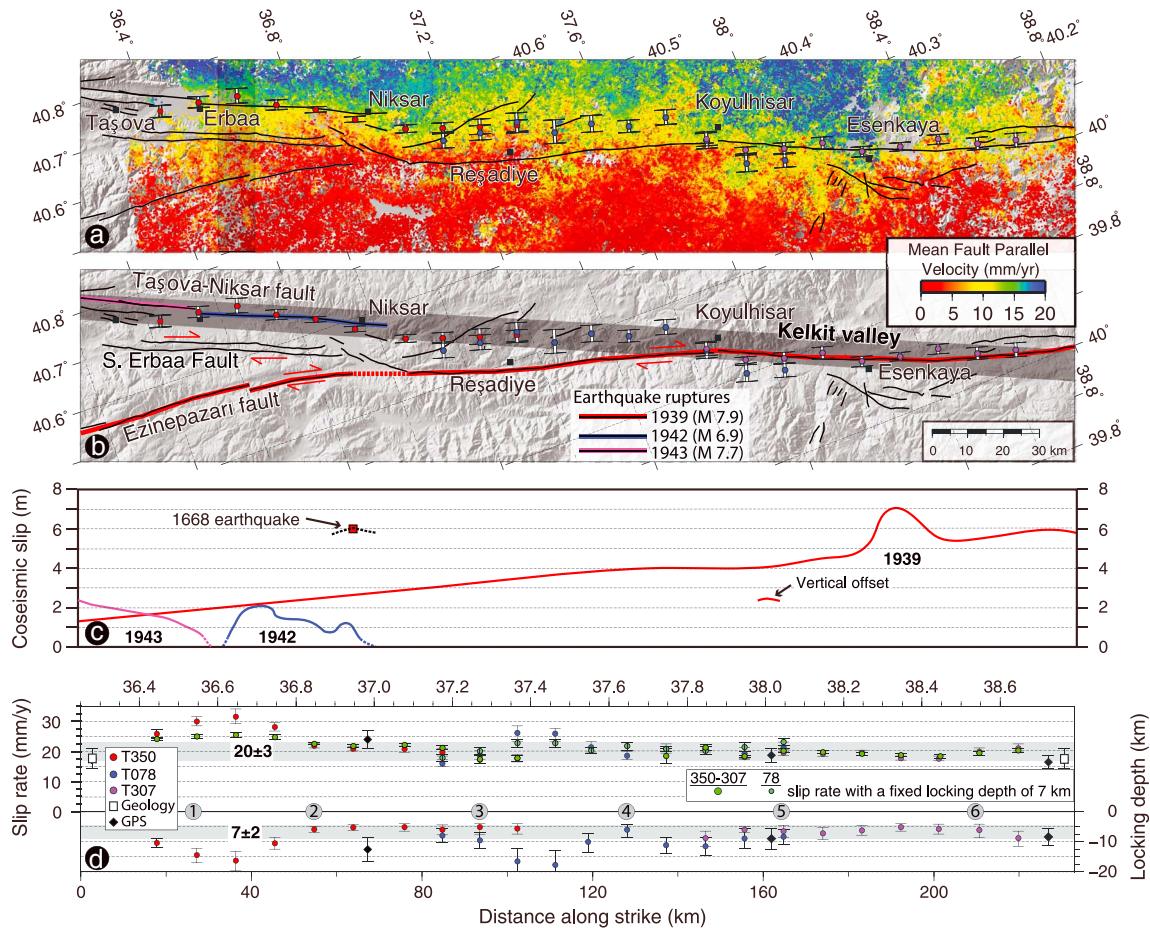 36.4°
36.8°
37.2°
40.6°
37.6°
40.5°
38°
40.4°
38.4°
40.3°
38.8°
40.2°
40.8°
Taşova
Erbaa
Niksar
Koyulhisar
Esenkaya
40°
40.7°
Reşadiye
38.8°
40.6°
39.8°
a
Mean Fault Parallel
Velocity (mm/yr)
0 5 10 15 20
Taşova-Niksar fault
Niksar
Koyulhisar
40.8°
Kelkit valley
40°
S. Erbaa Fault
40.7°
Reşadiye
Esenkaya
38.8°
Ezinepazarı fault
40.6°
Earthquake ruptures
1939 (M 7.9)
1942 (M 6.9)
1943 (M 7.7)
39.8°
0 10 20 30 km
b
Coseismic slip (m)
8 8
6 6
4 4
2 2
0 0
1668 earthquake
1939
Vertical offset
1943
1942
c
36.4 36.6 36.8 37.0 37.2 37.4 37.6 37.8 38.0 38.2 38.4 38.6
Slip rate (mm/y)
30
20
10
0
20±3
T350
T078
T307
Geology
GPS
350-307 78
slip rate with a fixed locking depth of 7 km
1 2 3 4 5 6
7±2
0
−10
−20
Locking depth (km)
d
0 40 80 120 160 200
Distance along strike (km)